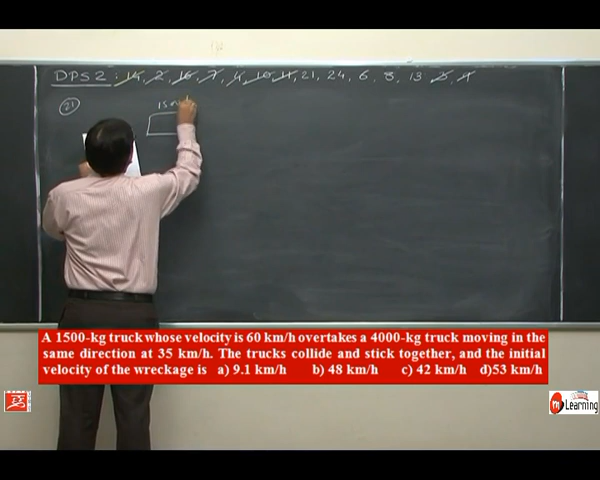 DPS 2 : 14, 2, 16, 7, 4, 10, 11, 21, 24, 6, 8, 13
21
A 1500-kg truck whose velocity is 60 km/h overtakes a 4000-kg truck moving in the
same direction at 35 km/h. The trucks collide and stick together, and the initial
velocity of the wreckage is a) 9.1 km/h b) 48 km/h c) 42 km/h d)53 km/h
Learning